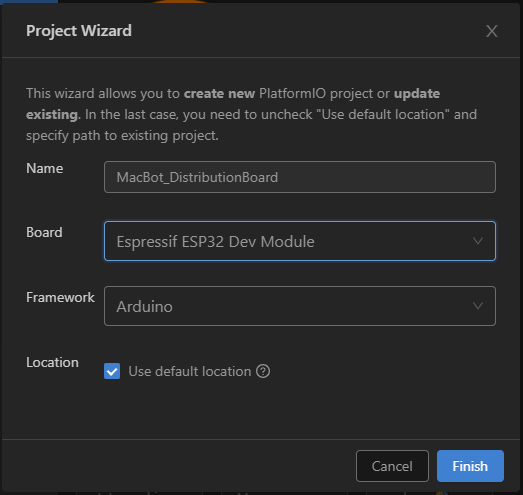 Project Wizard
This wizard allows you to create new PlatformIO project or update
existing. In the last case, you need to uncheck "Use default location" and
specify path to existing project.
Name
MacBot_DistributionBoard
Board
Espressif ESP32 Dev Module
Framework
Arduino
Location
Use default location
Cancel
Finish